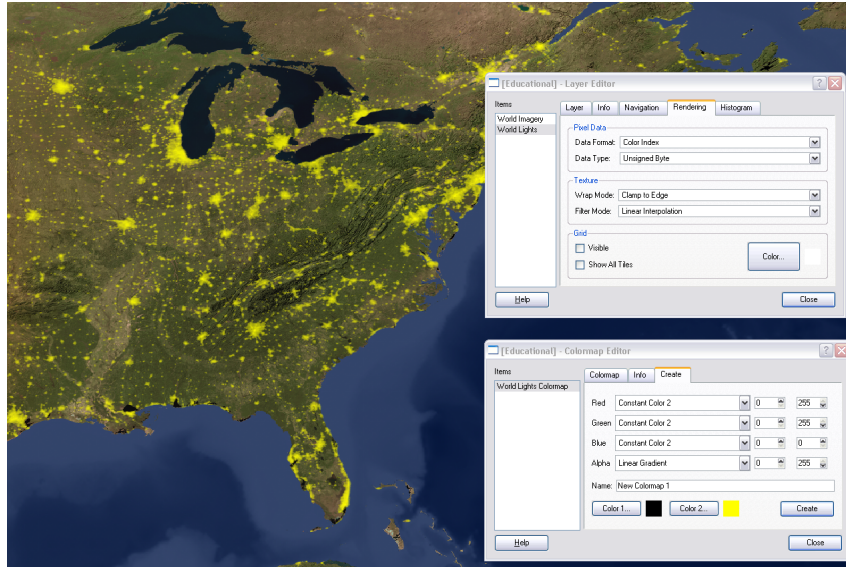 [Educational] - Layer Editor
Items
World Imagery
World Lights
Layer Info Navigation Rendering Histogram
Pixel Data
Data Format: Color Index
Data Type: Unsigned Byte
Texture
Wrap Mode: Clamp to Edge
Filter Mode: Linear Interpolation
Grid
Visible
Show All Tiles
Color...
Help
Close
[Educational] - Colormap Editor
Items
World Lights Colormap
Colormap Info Create
Red Constant Color 2 0 255
Green Constant Color 2 0 255
Blue Constant Color 2 0 0
Alpha Linear Gradient 0 255
Name: New Colormap 1
Color 1... Color 2... Create
Help
Close